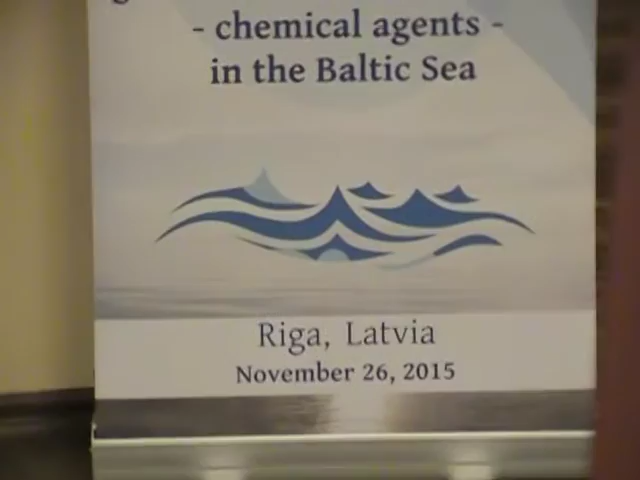 - chemical agents -
in the Baltic Sea
Riga, Latvia
November 26, 2015